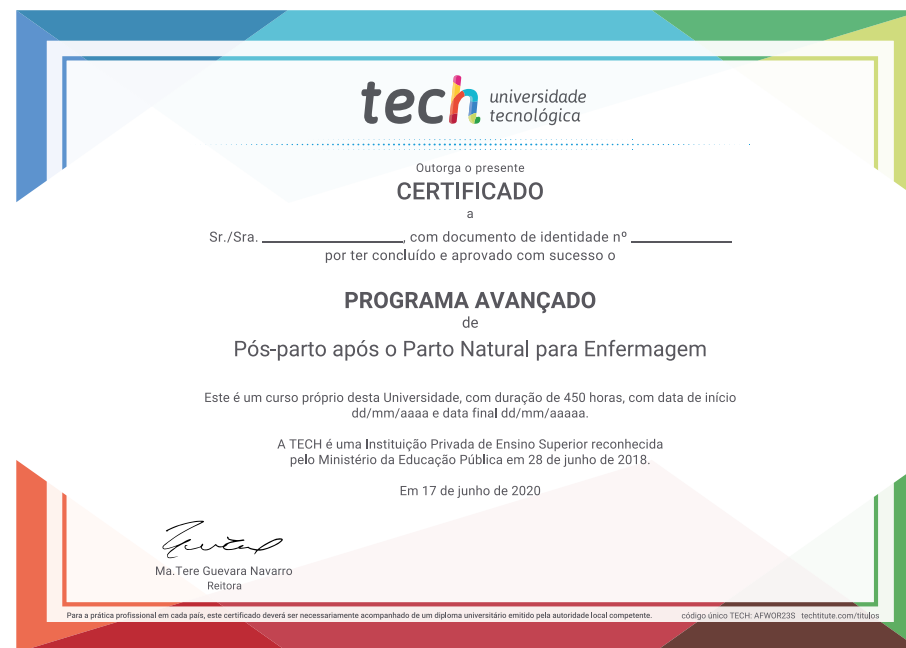 tech universidade
tecnológica
Outorga o presente
CERTIFICADO
a
Sr./Sra. ______________, com documento de identidade nº __________
por ter concluído e aprovado com sucesso o
PROGRAMA AVANÇADO
de
Pós-parto após o Parto Natural para Enfermagem
Este é um curso próprio desta Universidade, com duração de 450 horas, com data de início
dd/mm/aaaa e data final dd/mm/aaaaa.
A TECH é uma Instituição Privada de Ensino Superior reconhecida
pelo Ministério da Educação Pública em 28 de junho de 2018.
Em 17 de junho de 2020
Ma.Tere Guevara Navarro
Reitora
Para a prática profissional em cada país, este certificado deverá ser necessariamente acompanhado de um diploma universitário emitido pela autoridade local competente. código único TECH: AFWOR23S techtitute.com/titulos